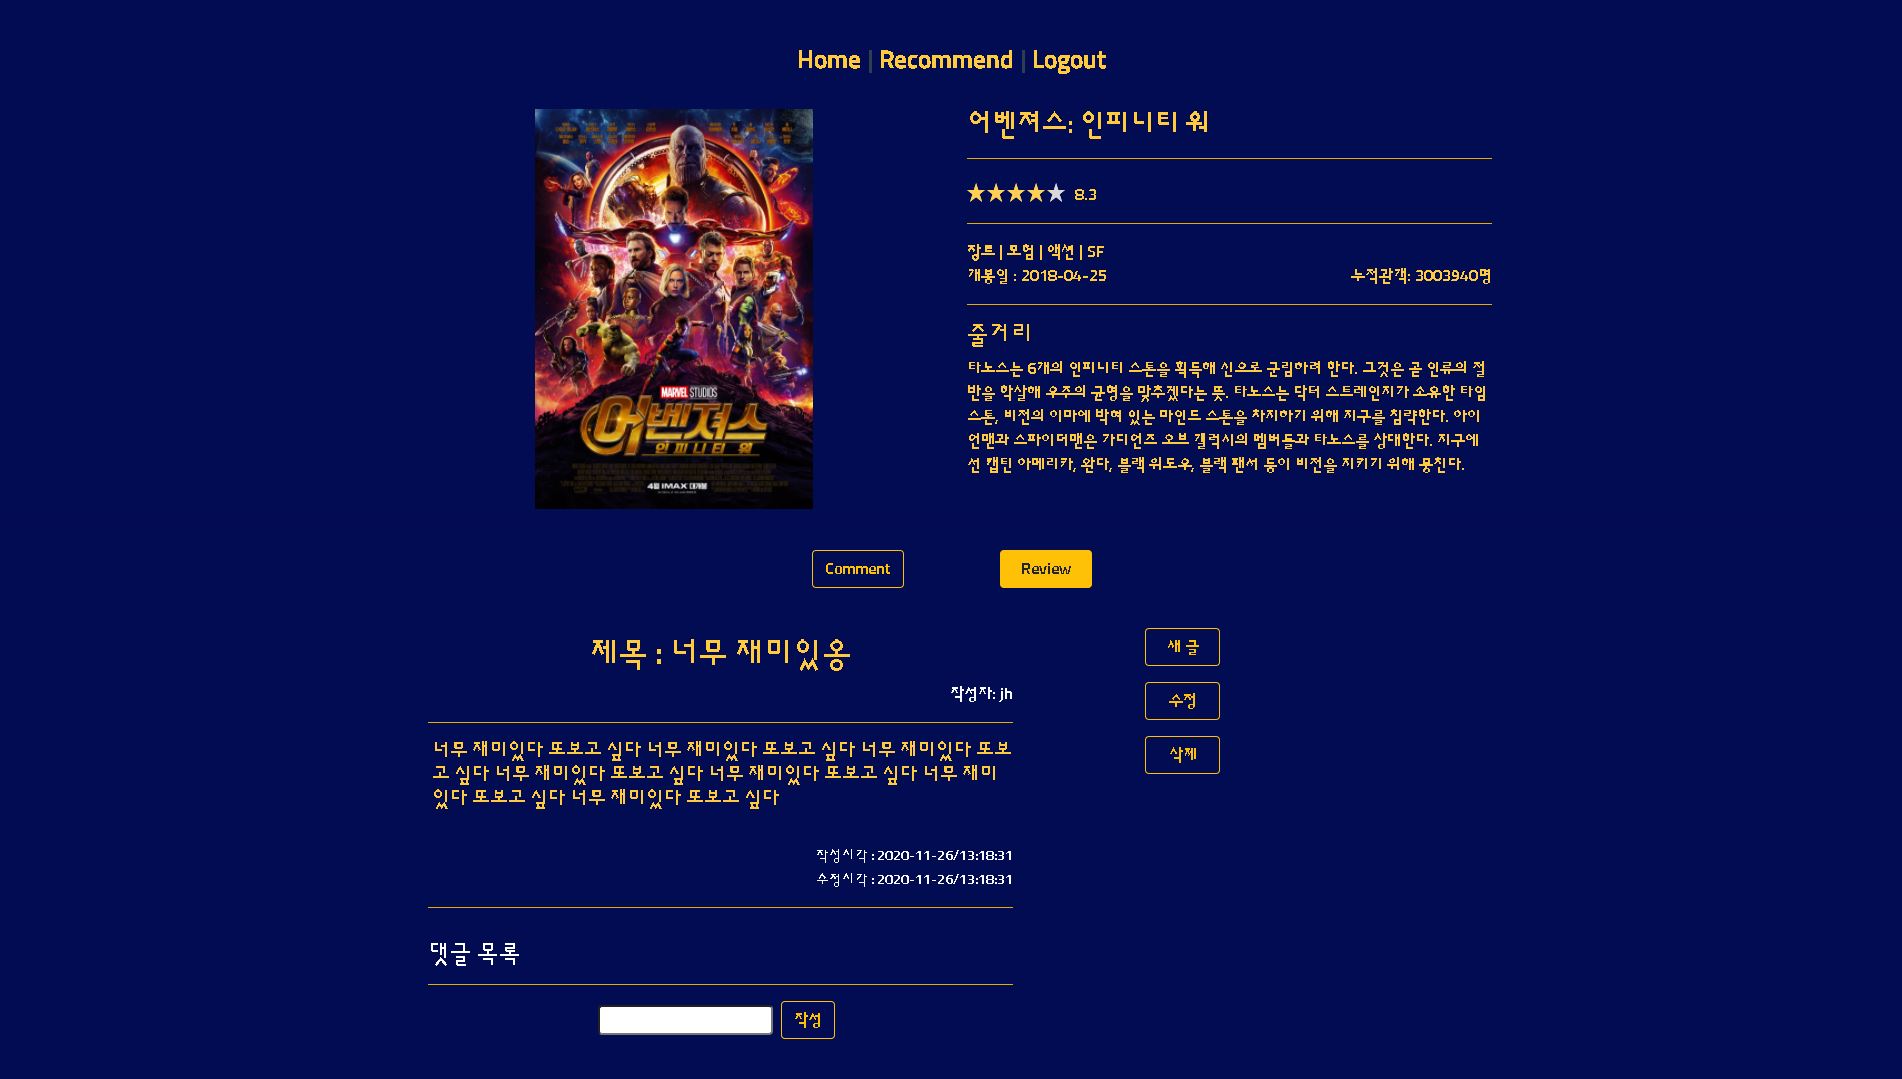 Home | Recommend | Logout
어벤져스: 인피니티 워
8.3
장르 | 모험 | 액션 | SF
개봉일 : 2018-04-25
누적관객: 3003940명
줄거리
타노스는 6개의 인피니티 스톤을 획득해 신으로 군림하려 한다. 그것은 곧 인류의 절
반을 학살해 우주의 균형을 맞추겠다는 뜻. 타노스는 닥터 스트레인지가 소유한 타임
스톤, 비전의 이마에 박혀 있는 마인드 스톤을 차지하기 위해 지구를 침략한다. 아이
언맨과 스파이더맨은 가디언즈 오브 갤럭시의 멤버들과 타노스를 상대한다. 지구에
선 캡틴 아메리카, 완다, 블랙 위도우, 블랙 팬서 등이 비전을 지키기 위해 뭉친다.
MARVEL STUDIOS
어벤져스
인피니티 워
4월 IMAX 대개봉
Comment
Review
제목 : 너무 재미있옹
작성자: jh
너무 재미있다 또보고 싶다 너무 재미있다 또보고 싶다 너무 재미있다 또보
고 싶다 너무 재미있다 또보고 싶다 너무 재미있다 또보고 싶다 너무 재미
있다 또보고 싶다 너무 재미있다 또보고 싶다
작성시각 : 2020-11-26/13:18:31
수정시각 : 2020-11-26/13:18:31
새 글
수정
삭제
댓글 목록
작성